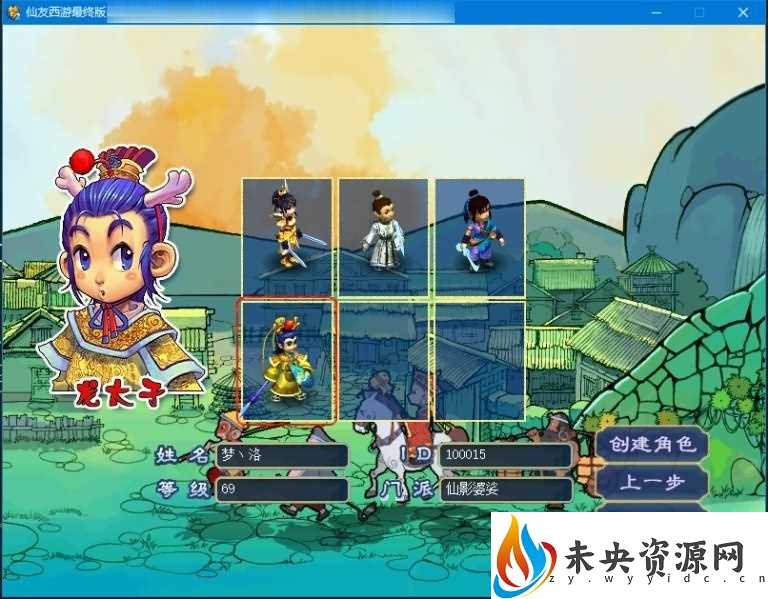 仙友西游最终版
龙太子
姓 名 梦丶洛
ID 100015
等 级 69
门 派 仙影婆娑
创建角色
上一步
未央资源网
zy.wyyidc.cn